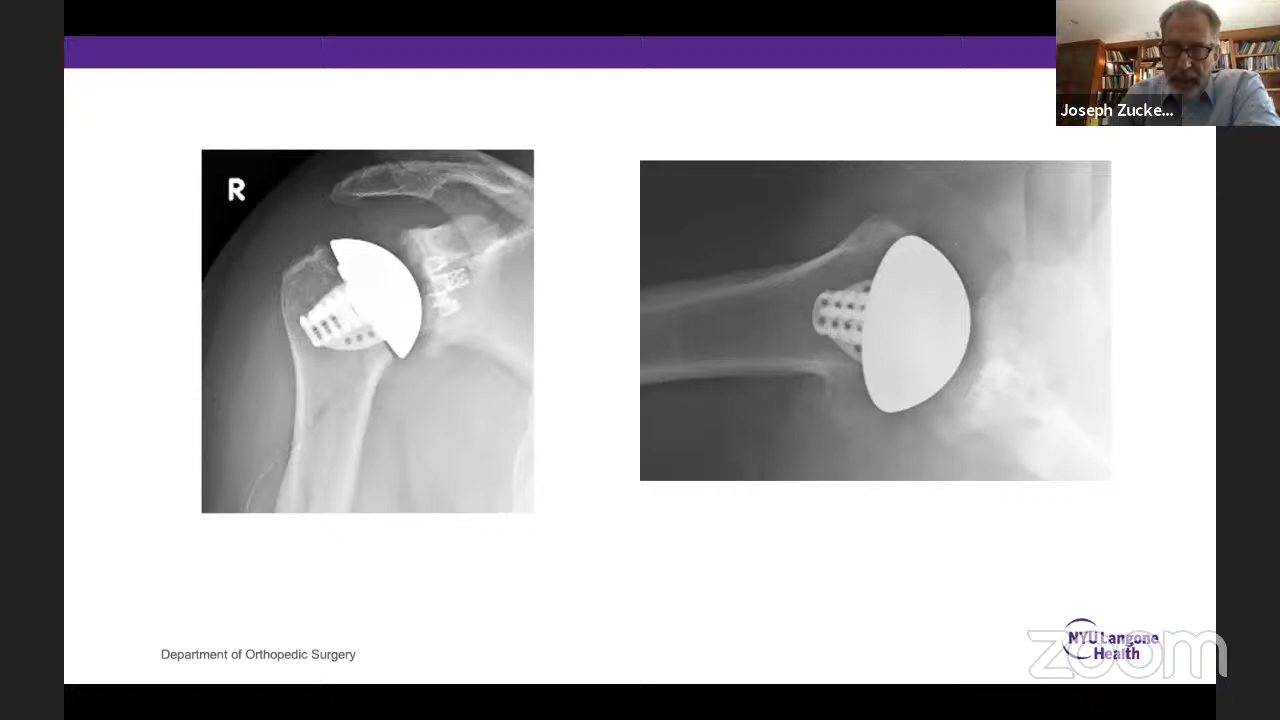 Joseph Zucke...
R
Department of Orthopedic Surgery
NYU Langone
Health
zoom